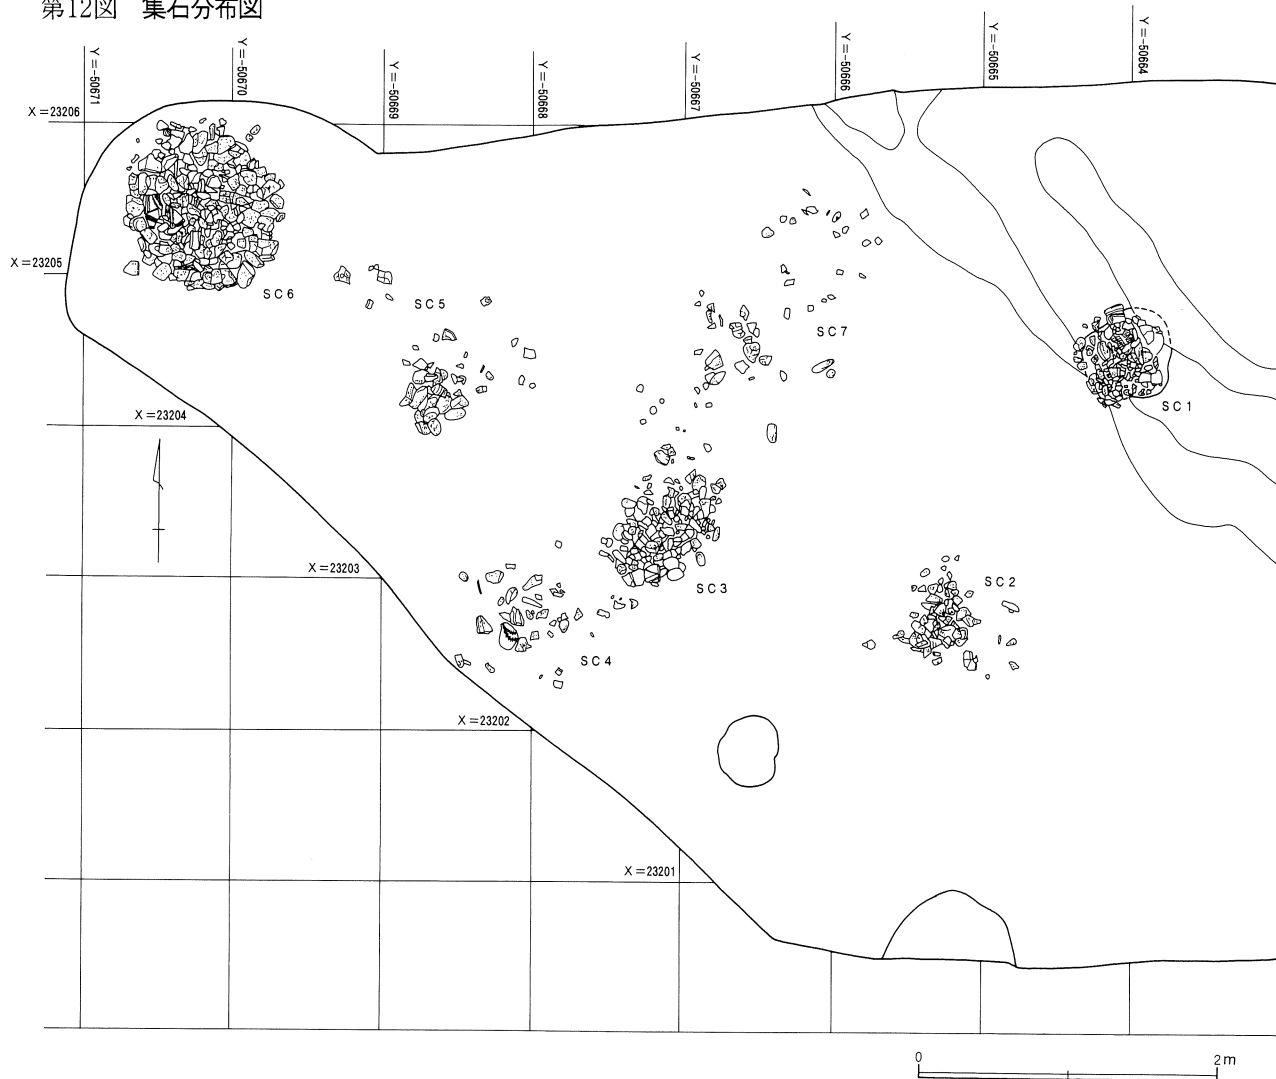 第12図 集石分布図
Y=-50671
Y=-50670
Y=-50669
Y=-50668
Y=-50667
Y=-50666
Y=-50665
Y=-50664
X=23206
X=23205
SC6
SC5
SC7
SC1
X=23204
X=23203
SC3
SC2
SC4
X=23202
X=23201
0 2m